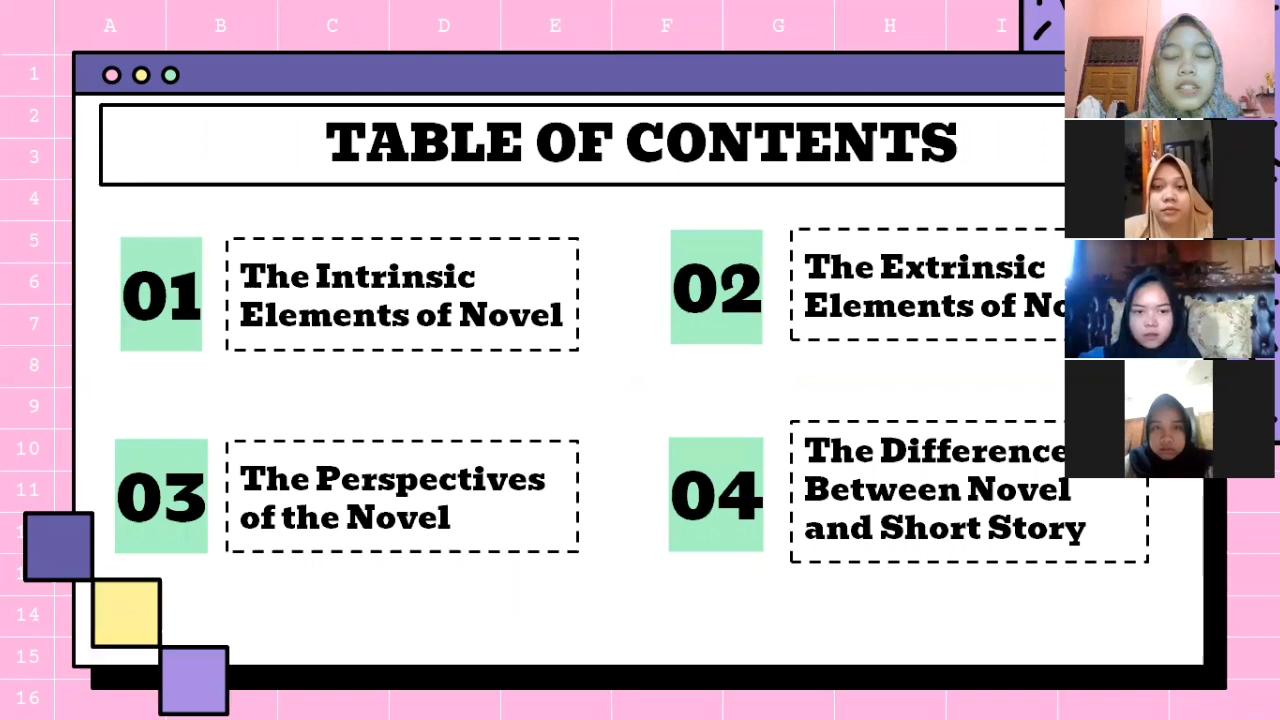 A B C D E F G H I
1
2
3
4
5
6
7
8
9
10
11
14
15
16
TABLE OF CONTENTS
01
The Intrinsic
Elements of Novel
02
The Extrinsic
Elements of
03
The Perspectives
of the Novel
04
The Difference
Between Novel
and Short Story